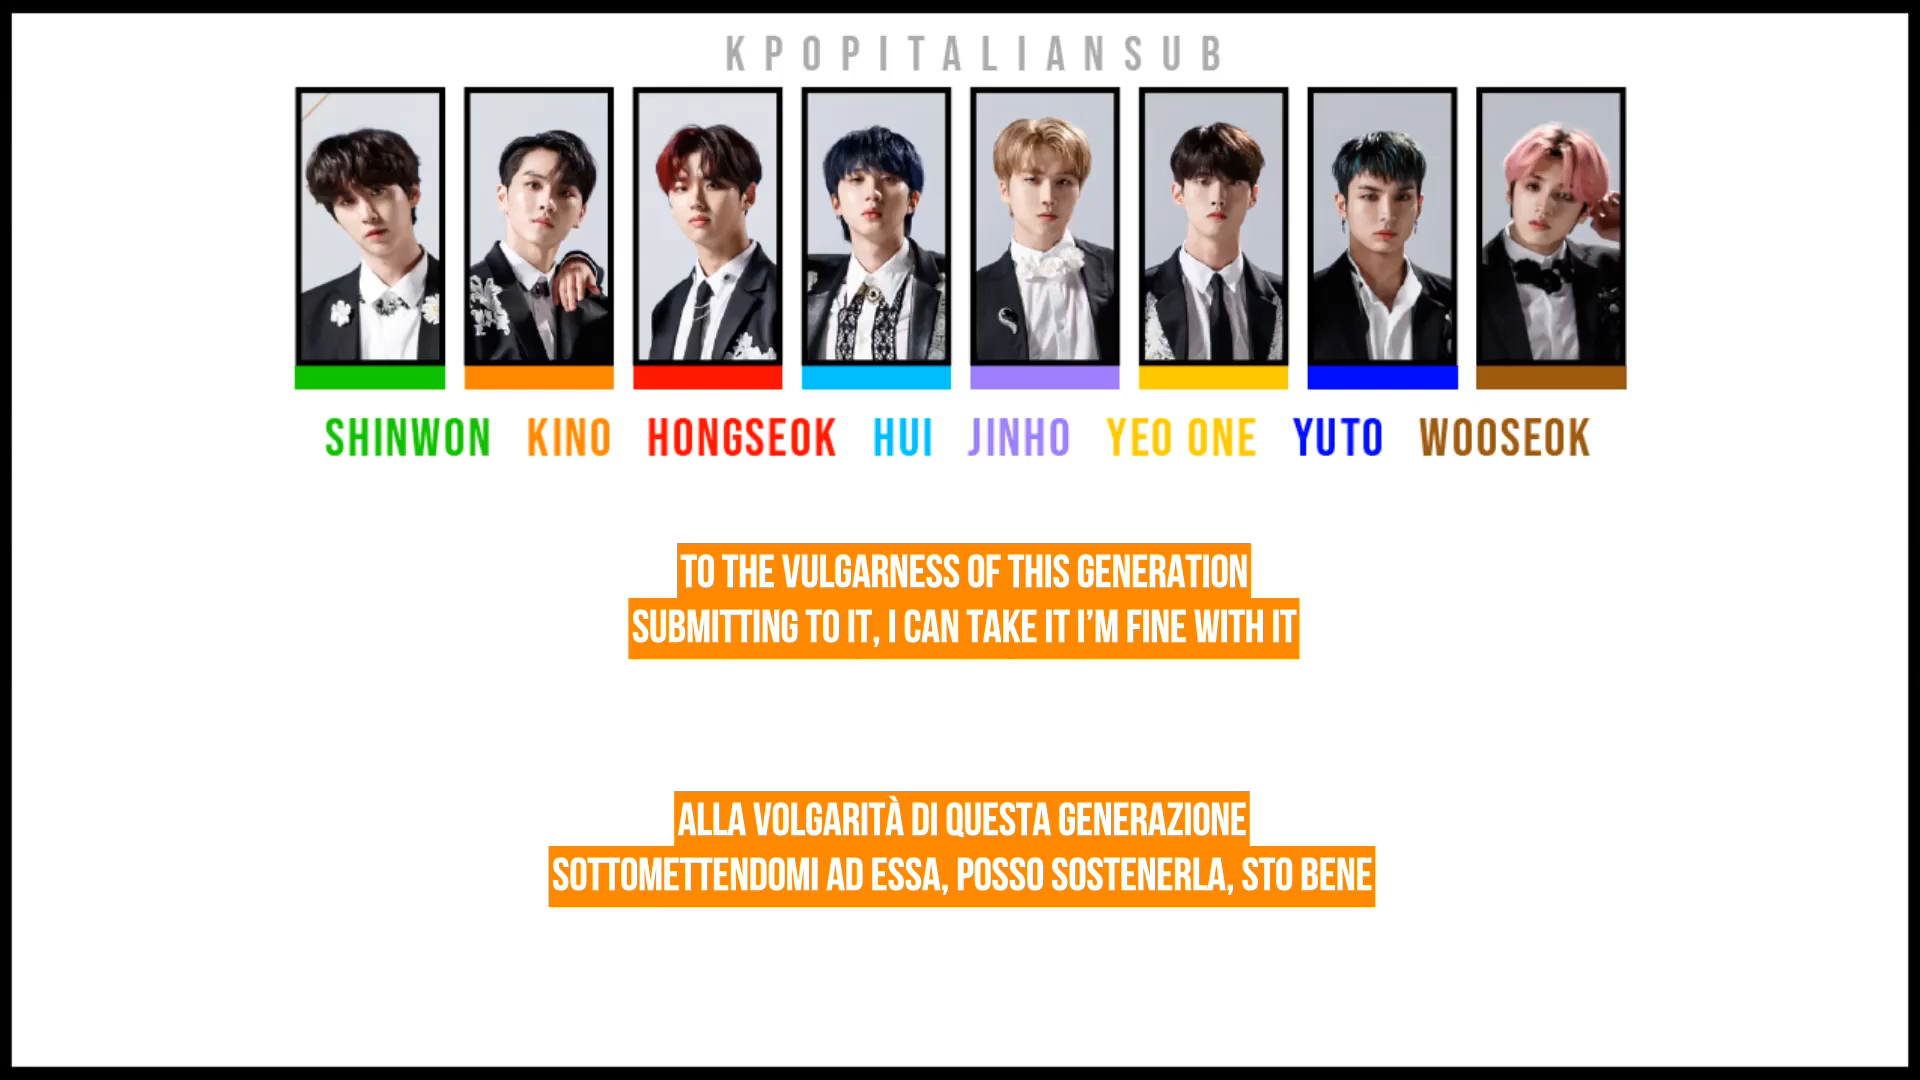 KPOPITALIANSUB
SHINWON KINO HONGSEOK HUI JINHO YEO ONE YUTO WOOSEOK
TO THE VULGARNESS OF THIS GENERATION
SUBMITTING TO IT, I CAN TAKE IT I'M FINE WITH IT
ALLA VOLGARITÀ DI QUESTA GENERAZIONE
SOTTOMETTENDOMI AD ESSA, POSSO SOSTENERLA, STO BENE